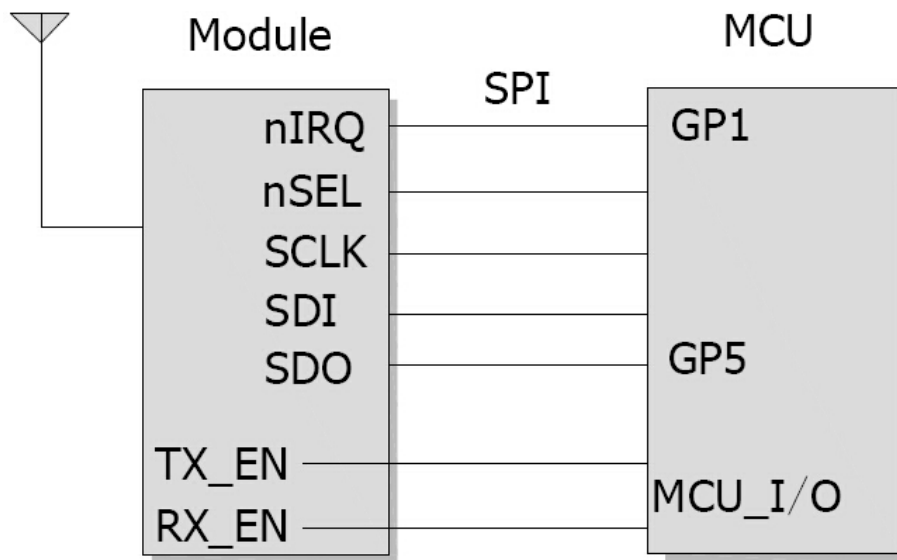 Module
MCU
SPI
nIRQ
GP1
nSEL
SCLK
SDI
SDO
GP5
TX_EN
MCU_I/O
RX_EN